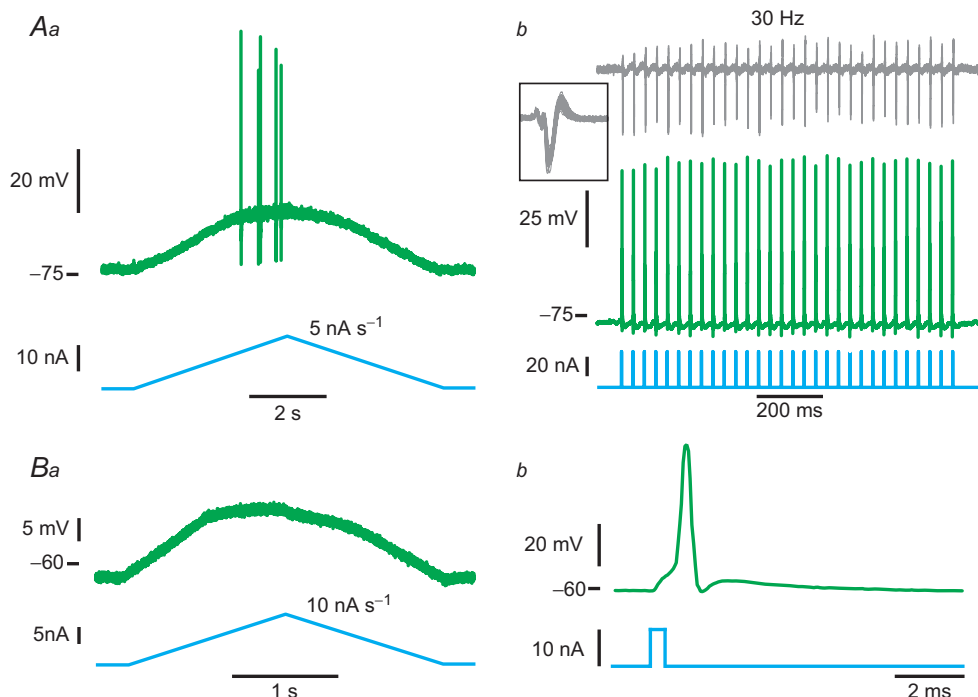 Aa
20 mV
–75
5 nA s⁻¹
10 nA
2 s
b
30 Hz
25 mV
–75
20 nA
200 ms
Ba
5 mV
–60
10 nA s⁻¹
5nA
1 s
b
20 mV
–60
10 nA
2 ms